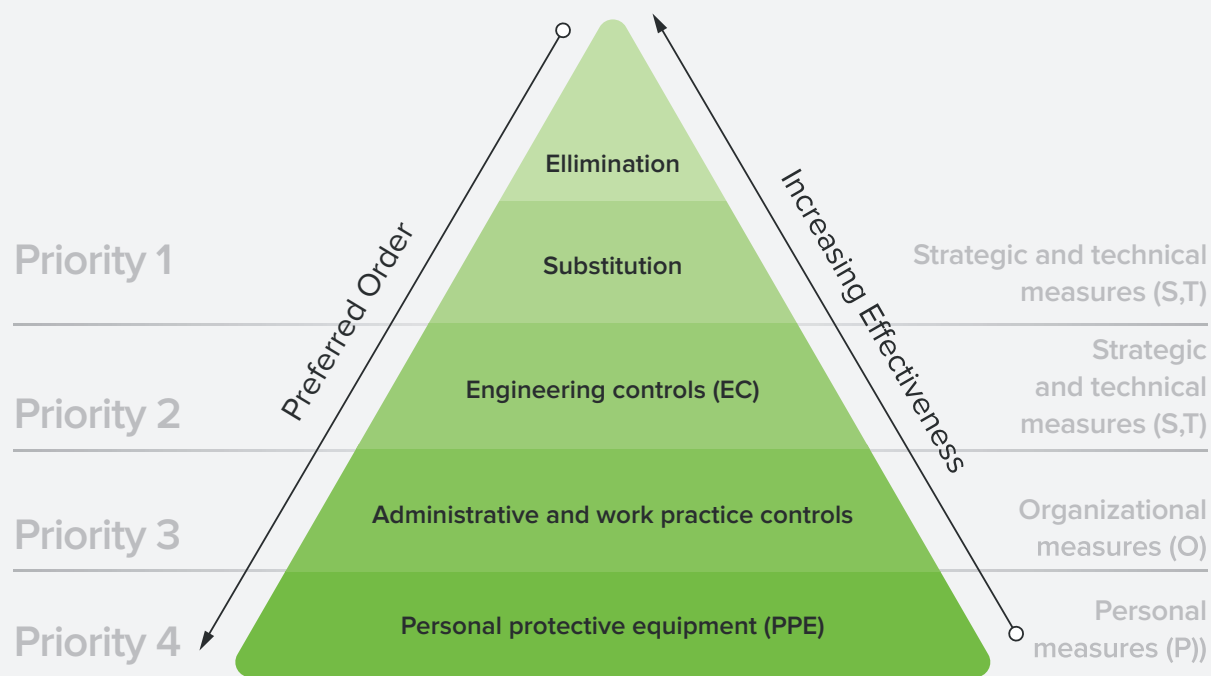 Ellimination
Preferred Order
Increasing Effectiveness
Priority 1
Substitution
Strategic and technical
measures (S,T)
Priority 2
Engineering controls (EC)
Strategic
and technical
measures (S,T)
Priority 3
Administrative and work practice controls
Organizational
measures (O)
Priority 4
Personal protective equipment (PPE)
Personal
measures (P))